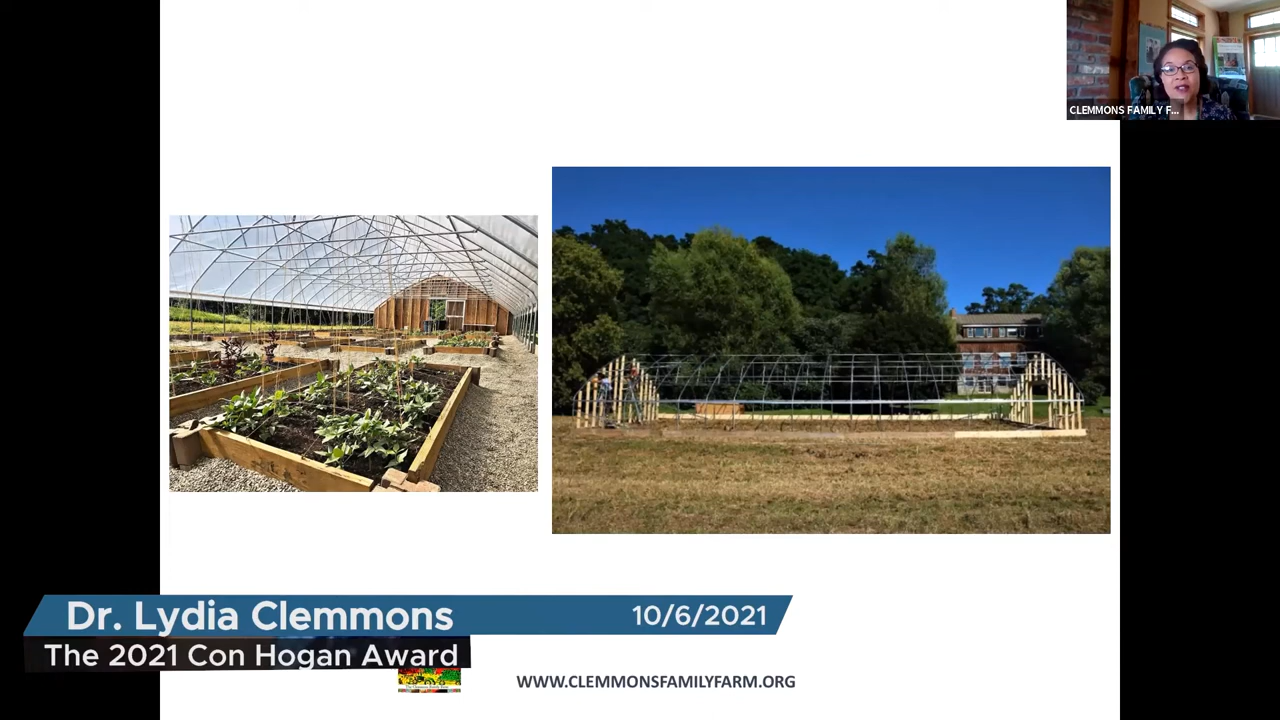 CLEMMONS FAMILY F...
Dr. Lydia Clemmons
10/6/2021
The 2021 Con Hogan Award
WWW.CLEMMONSFAMILYFARM.ORG